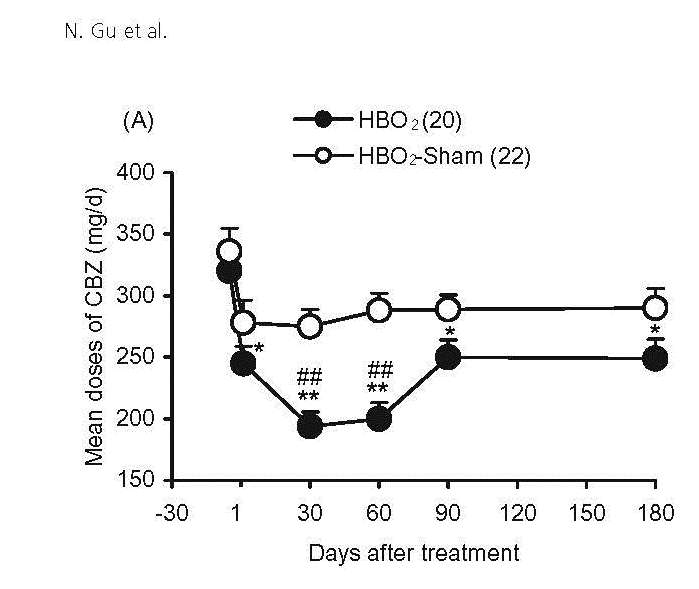 N. Gu et al.
(A)
HBO₂ (20)
HBO₂-Sham (22)
Mean doses of CBZ (mg/d)
400
350
300
250
200
150
*
##
**
##
**
*
*
-30 1 30 60 90 120 150 180
Days after treatment